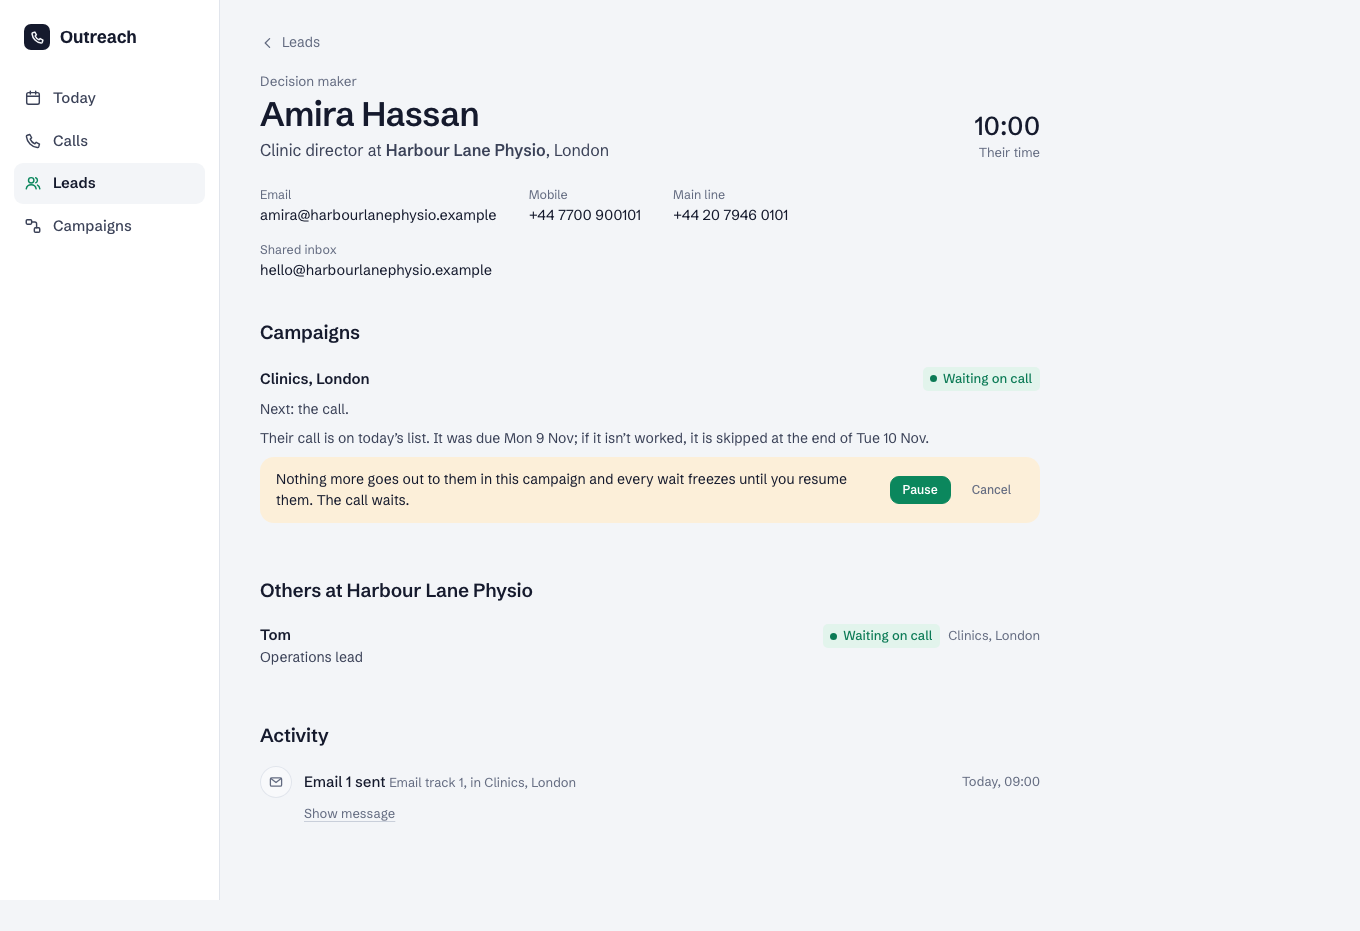 Outreach
Today
Calls
Leads
Campaigns
Leads
Decision maker
Amira Hassan
Clinic director at Harbour Lane Physio, London
10:00
Their time
Email
amira@harbourlanephysio.example
Mobile
+44 7700 900101
Main line
+44 20 7946 0101
Shared inbox
hello@harbourlanephysio.example
Campaigns
Clinics, London
Waiting on call
Next: the call.
Their call is on today’s list. It was due Mon 9 Nov; if it isn’t worked, it is skipped at the end of Tue 10 Nov.
Nothing more goes out to them in this campaign and every wait freezes until you resume
them. The call waits.
Pause
Cancel
Others at Harbour Lane Physio
Tom
Waiting on call
Clinics, London
Operations lead
Activity
Email 1 sent Email track 1, in Clinics, London
Today, 09:00
Show message